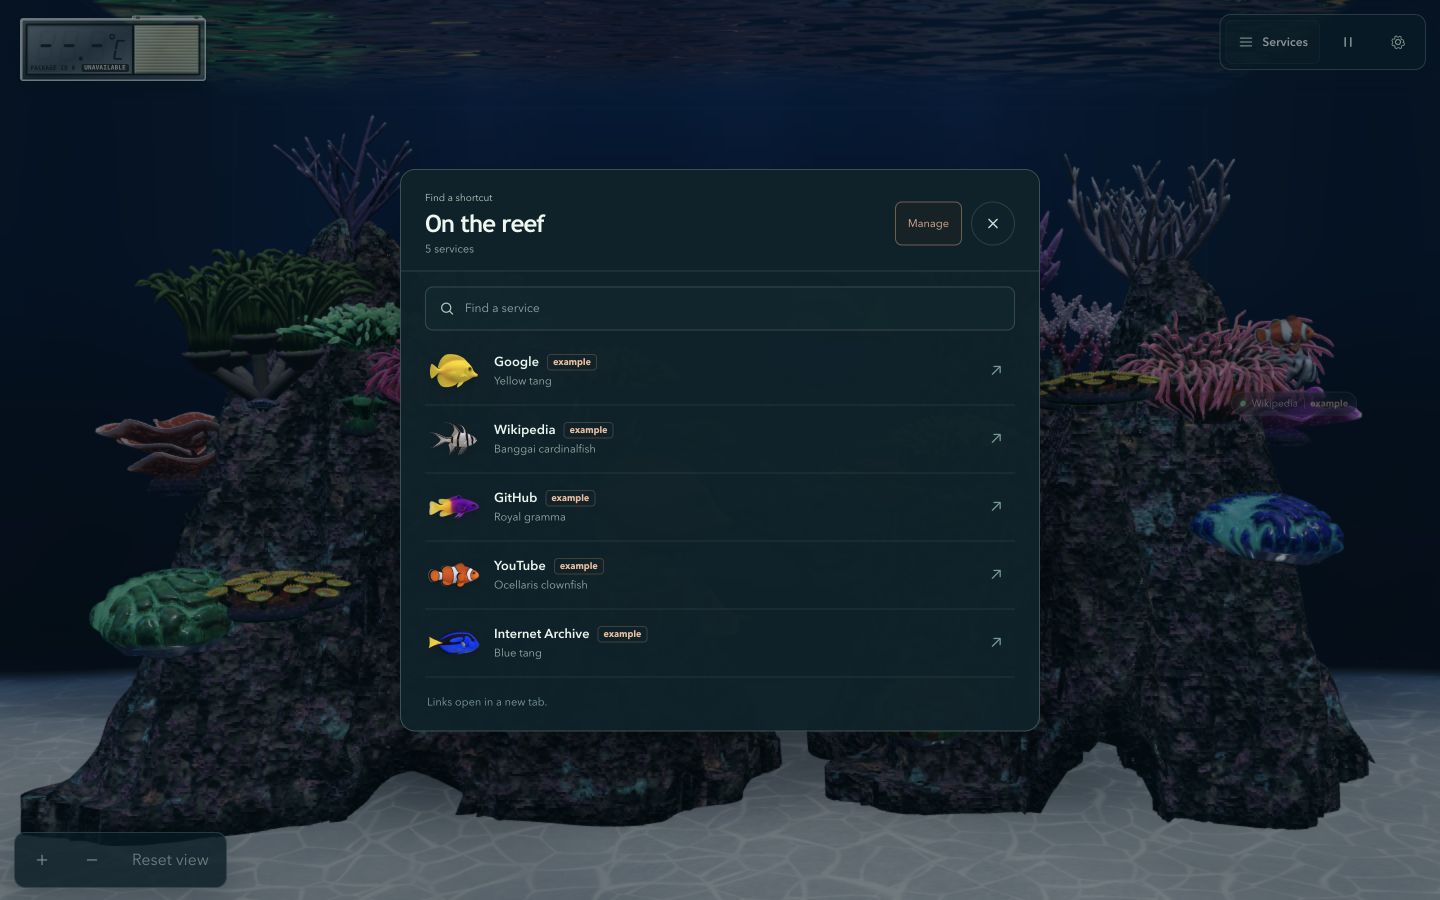 --.-°C
PACKAGE ID 0 UNAVAILABLE
Services
Find a shortcut
On the reef
5 services
Manage
Find a service
Google example
Yellow tang
Wikipedia example
Banggai cardinalfish
GitHub example
Royal gramma
YouTube example
Ocellaris clownfish
Internet Archive example
Blue tang
Links open in a new tab.
Wikipedia example
+ − Reset view